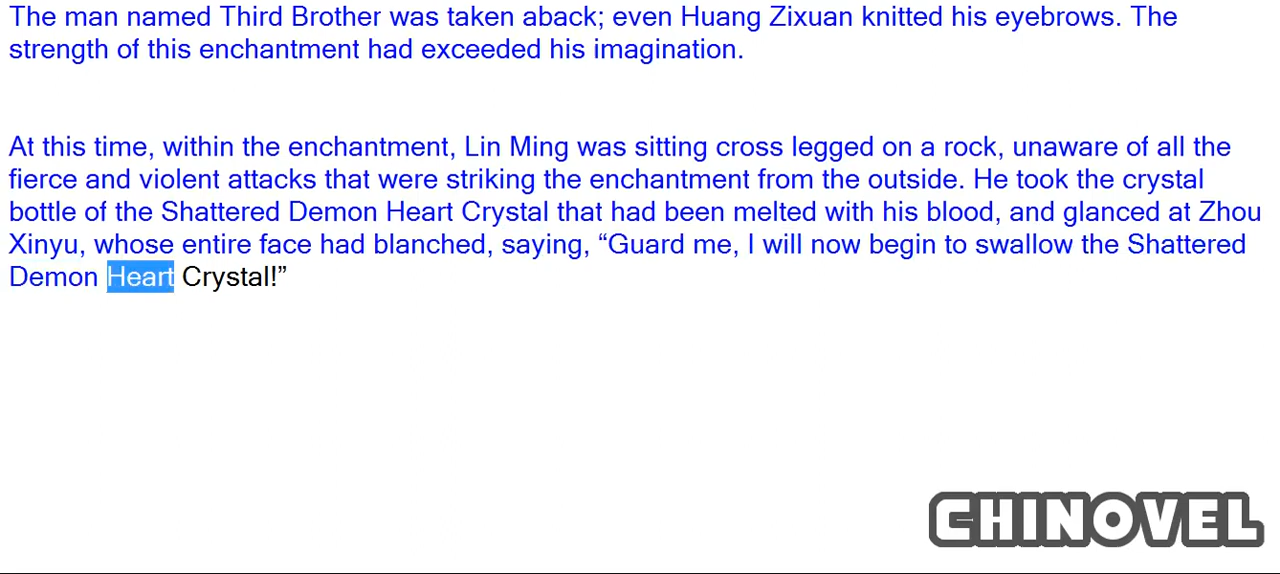 The man named Third Brother was taken aback; even Huang Zixuan knitted his eyebrows. The
strength of this enchantment had exceeded his imagination.
At this time, within the enchantment, Lin Ming was sitting cross legged on a rock, unaware of all the
fierce and violent attacks that were striking the enchantment from the outside. He took the crystal
bottle of the Shattered Demon Heart Crystal that had been melted with his blood, and glanced at Zhou
Xinyu, whose entire face had blanched, saying, “Guard me, I will now begin to swallow the Shattered
Demon Heart Crystal!”
CHINOVEL